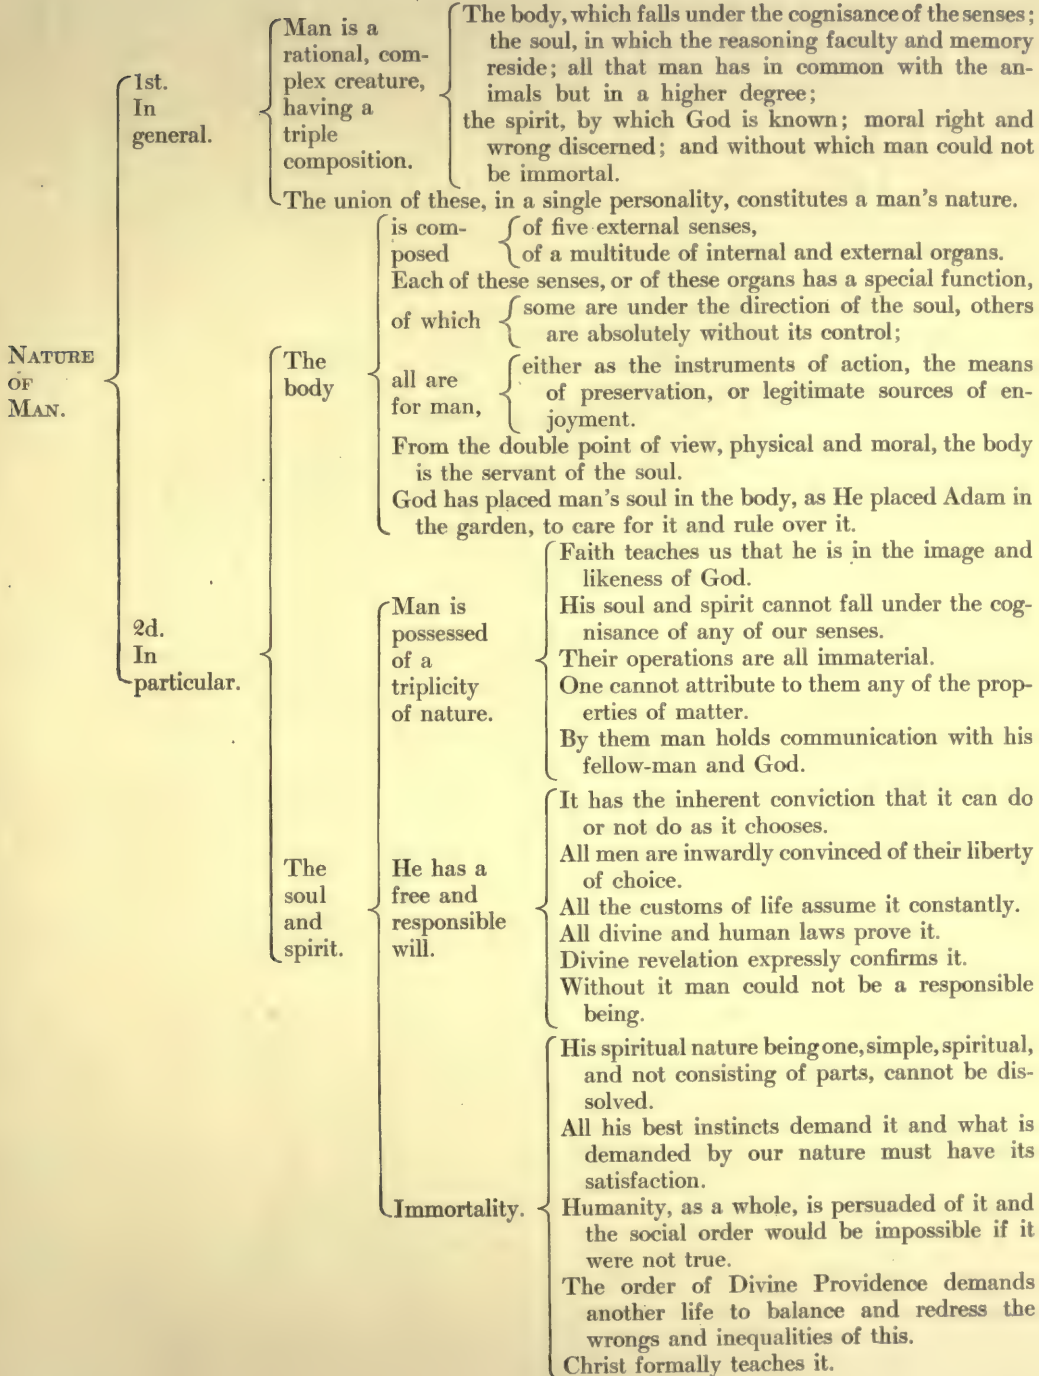 NATURE
OF
MAN.
1st.
In
general.
Man is a
rational, com-
plex creature,
having a
triple
composition.
The body, which falls under the cognisance of the senses;
the soul, in which the reasoning faculty and memory
reside; all that man has in common with the an-
imals but in a higher degree;
the spirit, by which God is known; moral right and
wrong discerned; and without which man could not
be immortal.
The union of these, in a single personality, constitutes a man's nature.
2d.
In
particular.
The
body
is com-
posed
of five external senses,
of a multitude of internal and external organs.
Each of these senses, or of these organs has a special function,
of which
some are under the direction of the soul, others
are absolutely without its control;
all are
for man,
either as the instruments of action, the means
of preservation, or legitimate sources of en-
joyment.
From the double point of view, physical and moral, the body
is the servant of the soul.
God has placed man's soul in the body, as He placed Adam in
the garden, to care for it and rule over it.
The
soul
and
spirit.
Man is
possessed
of a
triplicity
of nature.
Faith teaches us that he is in the image and
likeness of God.
His soul and spirit cannot fall under the cog-
nisance of any of our senses.
Their operations are all immaterial.
One cannot attribute to them any of the prop-
erties of matter.
By them man holds communication with his
fellow-man and God.
He has a
free and
responsible
will.
It has the inherent conviction that it can do
or not do as it chooses.
All men are inwardly convinced of their liberty
of choice.
All the customs of life assume it constantly.
All divine and human laws prove it.
Divine revelation expressly confirms it.
Without it man could not be a responsible
being.
Immortality.
His spiritual nature being one, simple, spiritual,
and not consisting of parts, cannot be dis-
solved.
All his best instincts demand it and what is
demanded by our nature must have its
satisfaction.
Humanity, as a whole, is persuaded of it and
the social order would be impossible if it
were not true.
The order of Divine Providence demands
another life to balance and redress the
wrongs and inequalities of this.
Christ formally teaches it.